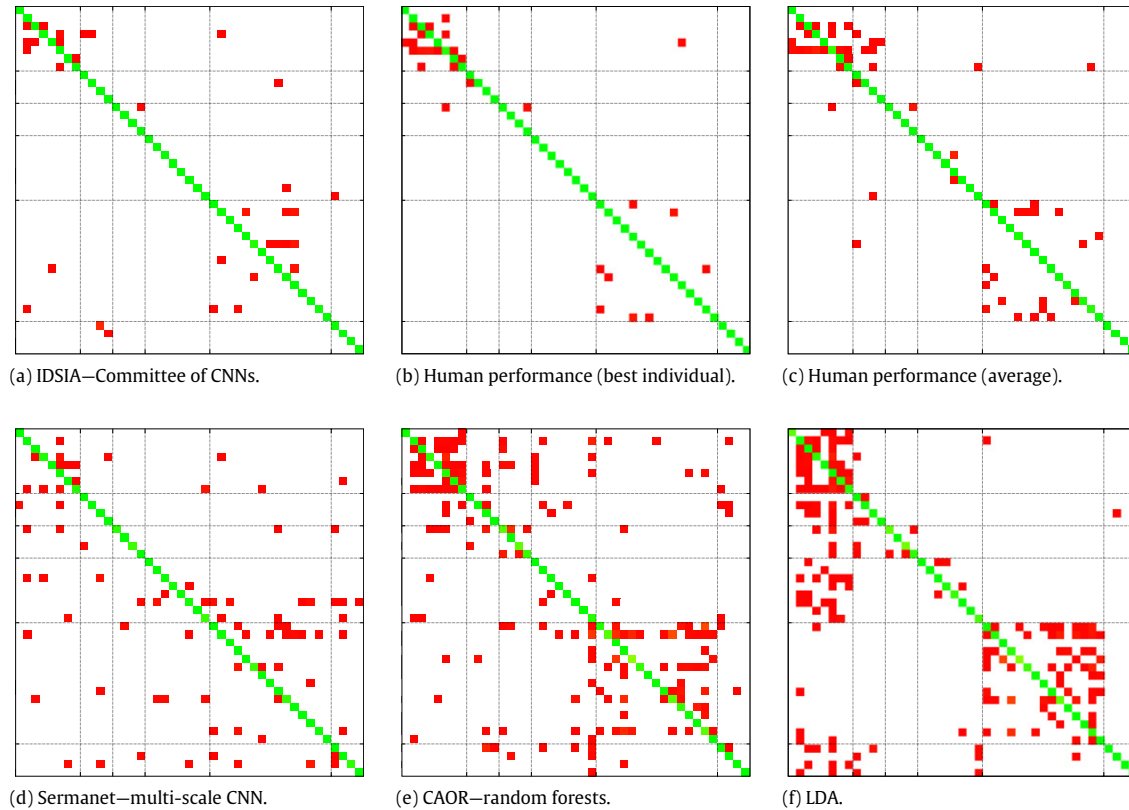 (a) IDSIA—Committee of CNNs.
(b) Human performance (best individual).
(c) Human performance (average).
(d) Sermanet—multi-scale CNN.
(e) CAOR—random forests.
(f) LDA.